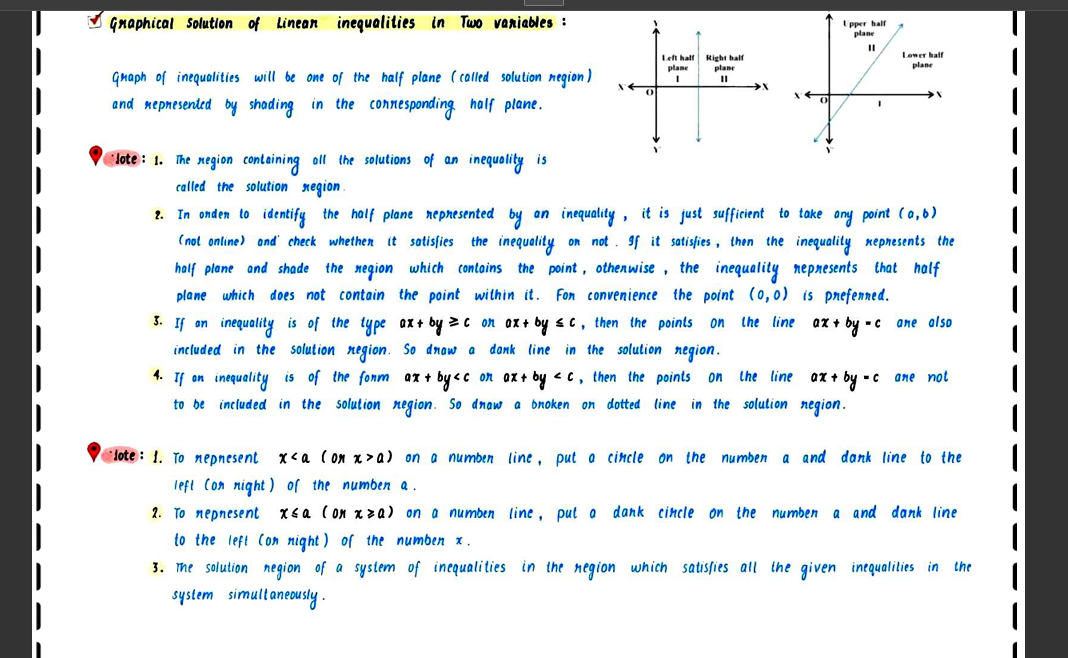 Graphical Solution of Linear inequalities in Two variables :
Graph of inequalities will be one of the half plane (called solution region)
and represented by shading in the corresponding half plane.
Y
Left half plane
I
Right half plane
II
X'
O
X
Y'
Upper half plane
II
Lower half plane
X'
O
I
X
Y'
Note : 1. The region containing all the solutions of an inequality is
called the solution region.
2. In order to identify the half plane represented by an inequality, it is just sufficient to take any point (a,b)
(not online) and check whether it satisfies the inequality or not. If it satisfies, then the inequality represents the
half plane and shade the region which contains the point, otherwise, the inequality represents that half
plane which does not contain the point within it. For convenience the point (0,0) is preferred.
3. If an inequality is of the type ax + by ≥ c or ax + by ≤ c, then the points on the line ax + by = c are also
included in the solution region. So draw a dark line in the solution region.
4. If an inequality is of the form ax + by < c or ax + by < c, then the points on the line ax + by = c are not
to be included in the solution region. So draw a broken or dotted line in the solution region.
Note : 1. To represent x < a (or x > a) on a number line, put a circle on the number a and dark line to the
left (or right) of the number a.
2. To represent x ≤ a (or x ≥ a) on a number line, put a dark circle on the number a and dark line
to the left (or right) of the number x.
3. The solution region of a system of inequalities in the region which satisfies all the given inequalities in the
system simultaneously.